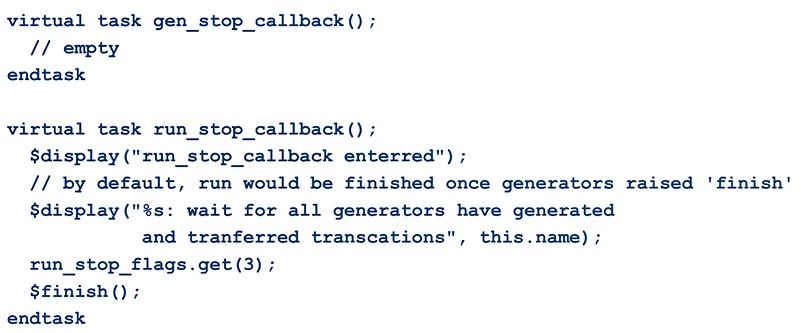 virtual task gen_stop_callback();
// empty
endtask
virtual task run_stop_callback();
$display("run_stop_callback enterred");
// by default, run would be finished once generators raised 'finish'
$display("%s: wait for all generators have generated
and tranferred transcations", this.name);
run_stop_flags.get(3);
$finish();
endtask